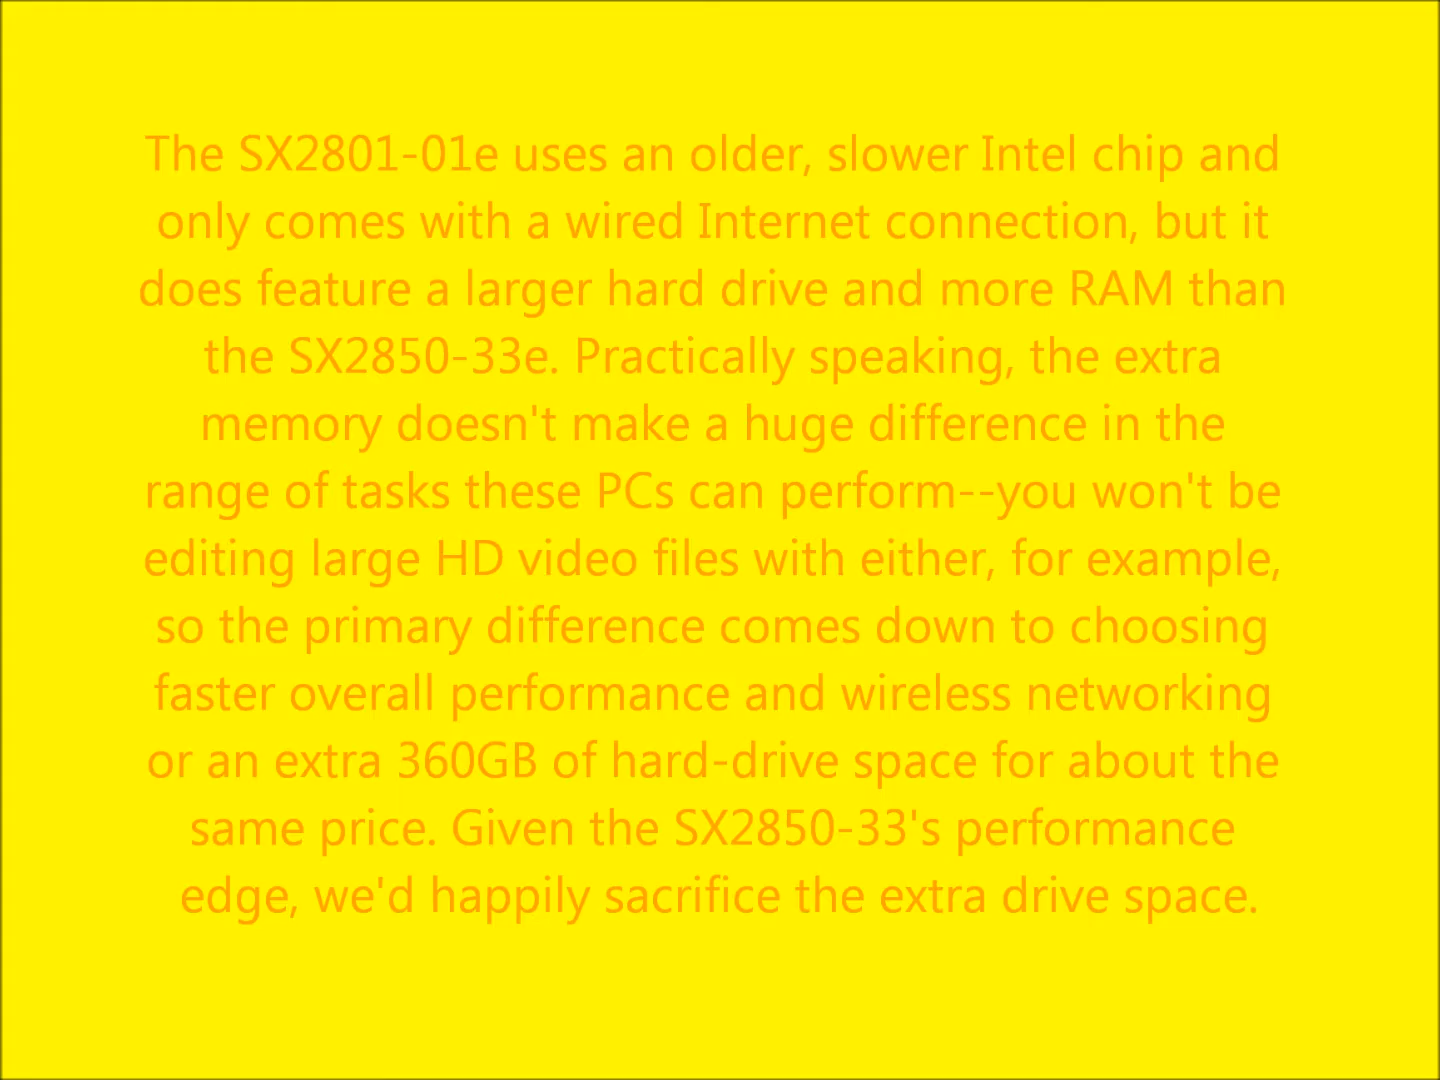 The SX2801-01e uses an older, slower Intel chip and
only comes with a wired Internet connection, but it
does feature a larger hard drive and more RAM than
the SX2850-33e. Practically speaking, the extra
memory doesn't make a huge difference in the
range of tasks these PCs can perform--you won't be
editing large HD video files with either, for example,
so the primary difference comes down to choosing
faster overall performance and wireless networking
or an extra 360GB of hard-drive space for about the
same price. Given the SX2850-33's performance
edge, we'd happily sacrifice the extra drive space.